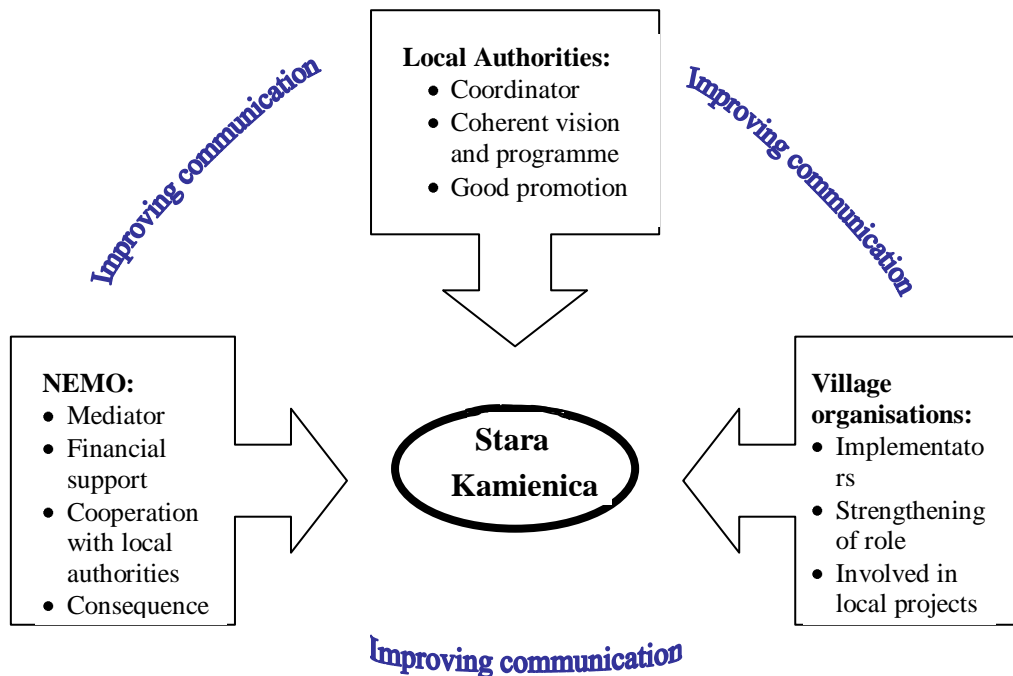 Local Authorities:
• Coordinator
• Coherent vision
and programme
• Good promotion
Improving communication
Improving communication
NEMO:
• Mediator
• Financial
support
• Cooperation
with local
authorities
• Consequence
Stara
Kamienica
Village
organisations:
• Implementato
rs
• Strengthening
of role
• Involved in
local projects
Improving communication